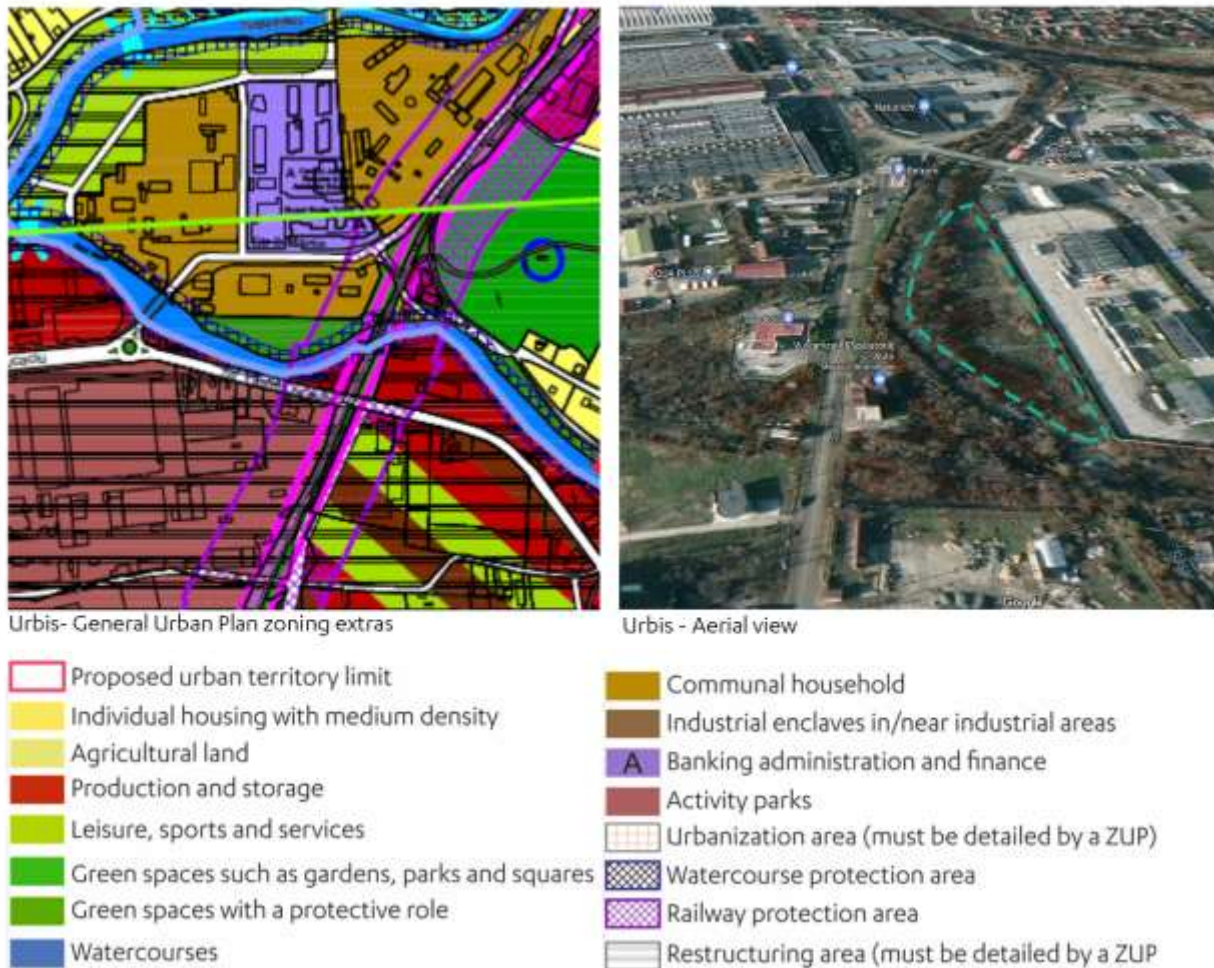 Urbis- General Urban Plan zoning extras
Urbis - Aerial view
Proposed urban territory limit
Individual housing with medium density
Agricultural land
Production and storage
Leisure, sports and services
Green spaces such as gardens, parks and squares
Green spaces with a protective role
Watercourses
Communal household
Industrial enclaves in/near industrial areas
A Banking administration and finance
Activity parks
Urbanization area (must be detailed by a ZUP)
Watercourse protection area
Railway protection area
Restructuring area (must be detailed by a ZUP